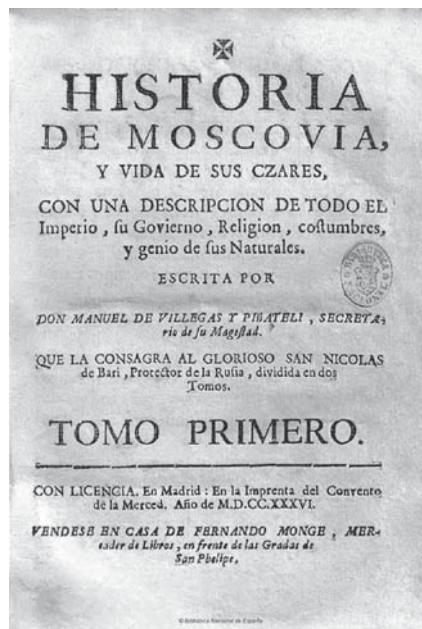 HISTORIA
DE MOSCOVIA,
Y VIDA DE SUS CZARES,
CON UNA DESCRIPCION DE TODO EL
Imperio, ſu Govierno, Religion, coſtumbres,
y genio de ſus Naturales.
ESCRITA POR
DON MANUEL DE VILLEGAS Y PIÑATELI, SECRETA-
rio de ſu Mageſtad.
QUE LA CONSAGRA AL GLORIOSO SAN NICOLAS
de Bari, Protector de la Ruſia, dividida en dos
Tomos.
TOMO PRIMERO.
CON LICENCIA. En Madrid: En la Imprenta del Convento
de la Merced. Año de M.D.CC.XXXVI.
VENDESE EN CASA DE FERNANDO MONGE, MER-
cader de Libros, en frente de las Gradas de
San Phelipe.
© Biblioteca Nacional de España